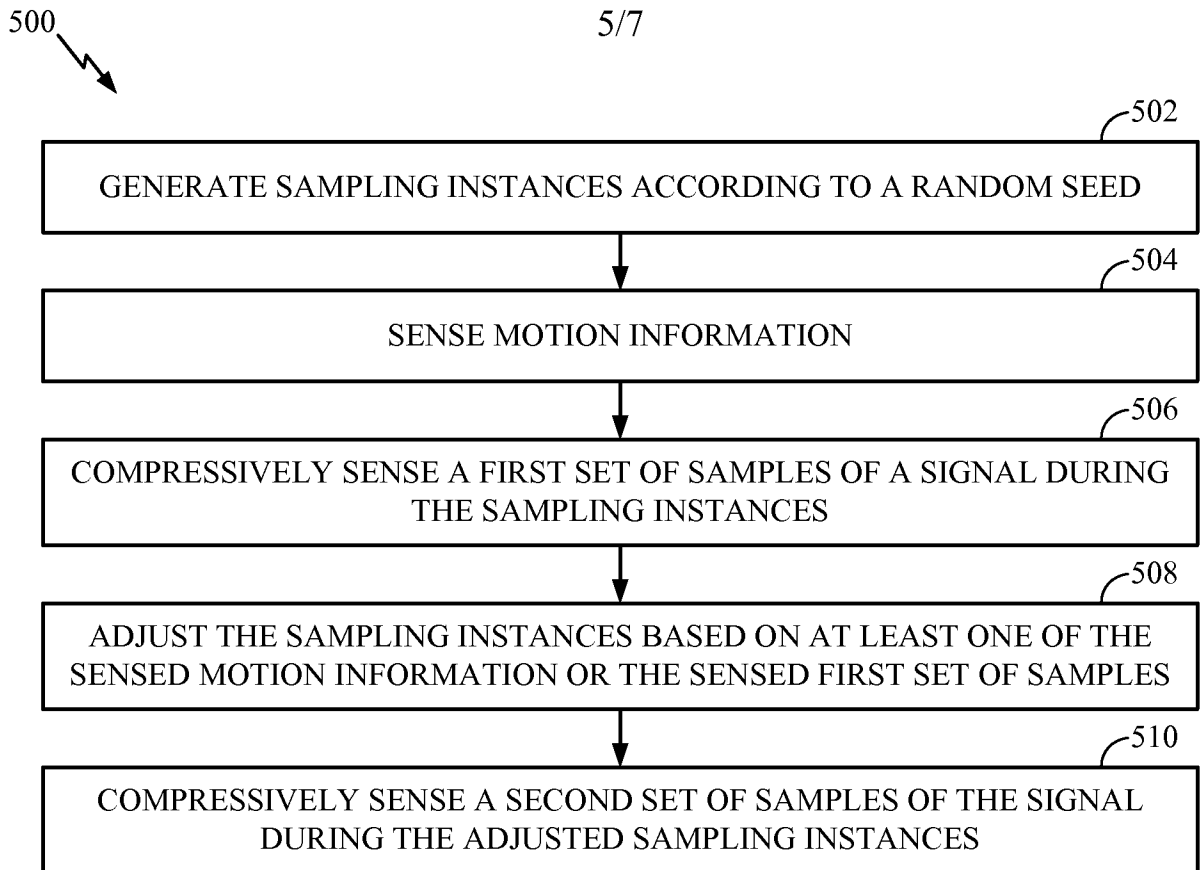 500
5/7
502
GENERATE SAMPLING INSTANCES ACCORDING TO A RANDOM SEED
504
SENSE MOTION INFORMATION
506
COMPRESSIVELY SENSE A FIRST SET OF SAMPLES OF A SIGNAL DURING
THE SAMPLING INSTANCES
508
ADJUST THE SAMPLING INSTANCES BASED ON AT LEAST ONE OF THE
SENSED MOTION INFORMATION OR THE SENSED FIRST SET OF SAMPLES
510
COMPRESSIVELY SENSE A SECOND SET OF SAMPLES OF THE SIGNAL
DURING THE ADJUSTED SAMPLING INSTANCES